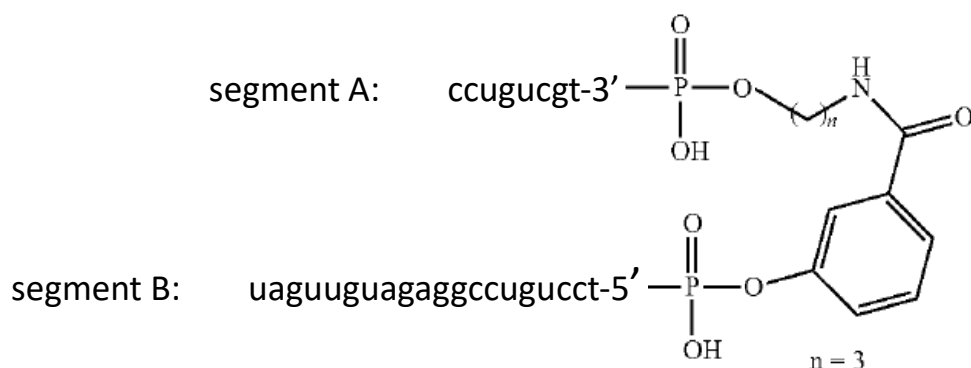 O
H
segment A: ccugucgt-3’ P O ( )n N
O
OH
O
segment B: uaguuguagaggccugucct-5’ P O
OH
n = 3